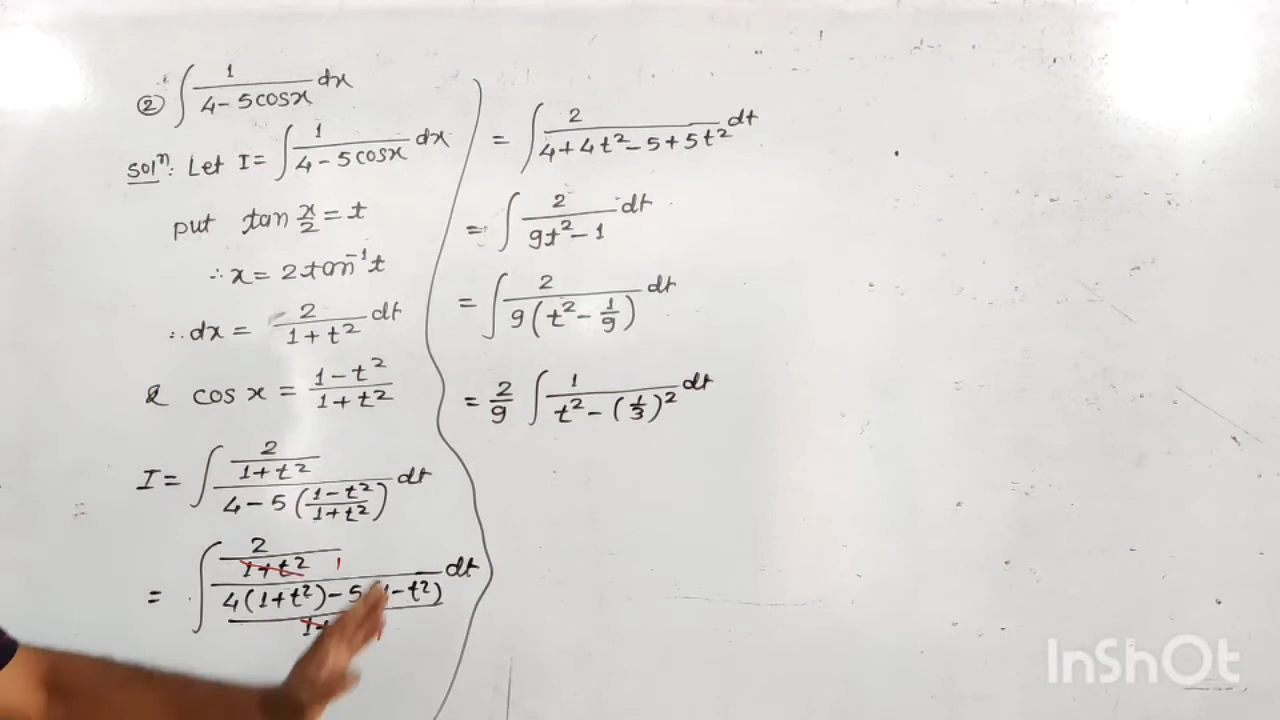 ② ∫ 1/(4 - 5cosx) dx
Solⁿ: Let I = ∫ 1/(4 - 5cosx) dx
put tan x/2 = t
∴ x = 2 tan⁻¹t
∴ dx = 2/(1 + t²) dt
& cos x = (1 - t²)/(1 + t²)
I = ∫ (2/(1 + t²))/(4 - 5((1 - t²)/(1 + t²))) dt
= ∫ (2/(1 + t²) 1)/((4(1 + t²) - 5 - t²)/1) dt
= ∫ 2/(4 + 4t² - 5 + 5t²) dt
= ∫ 2/(9t² - 1) dt
= ∫ 2/(9(t² - 1/9)) dt
= 2/9 ∫ 1/(t² - (1/3)²) dt
InShOt